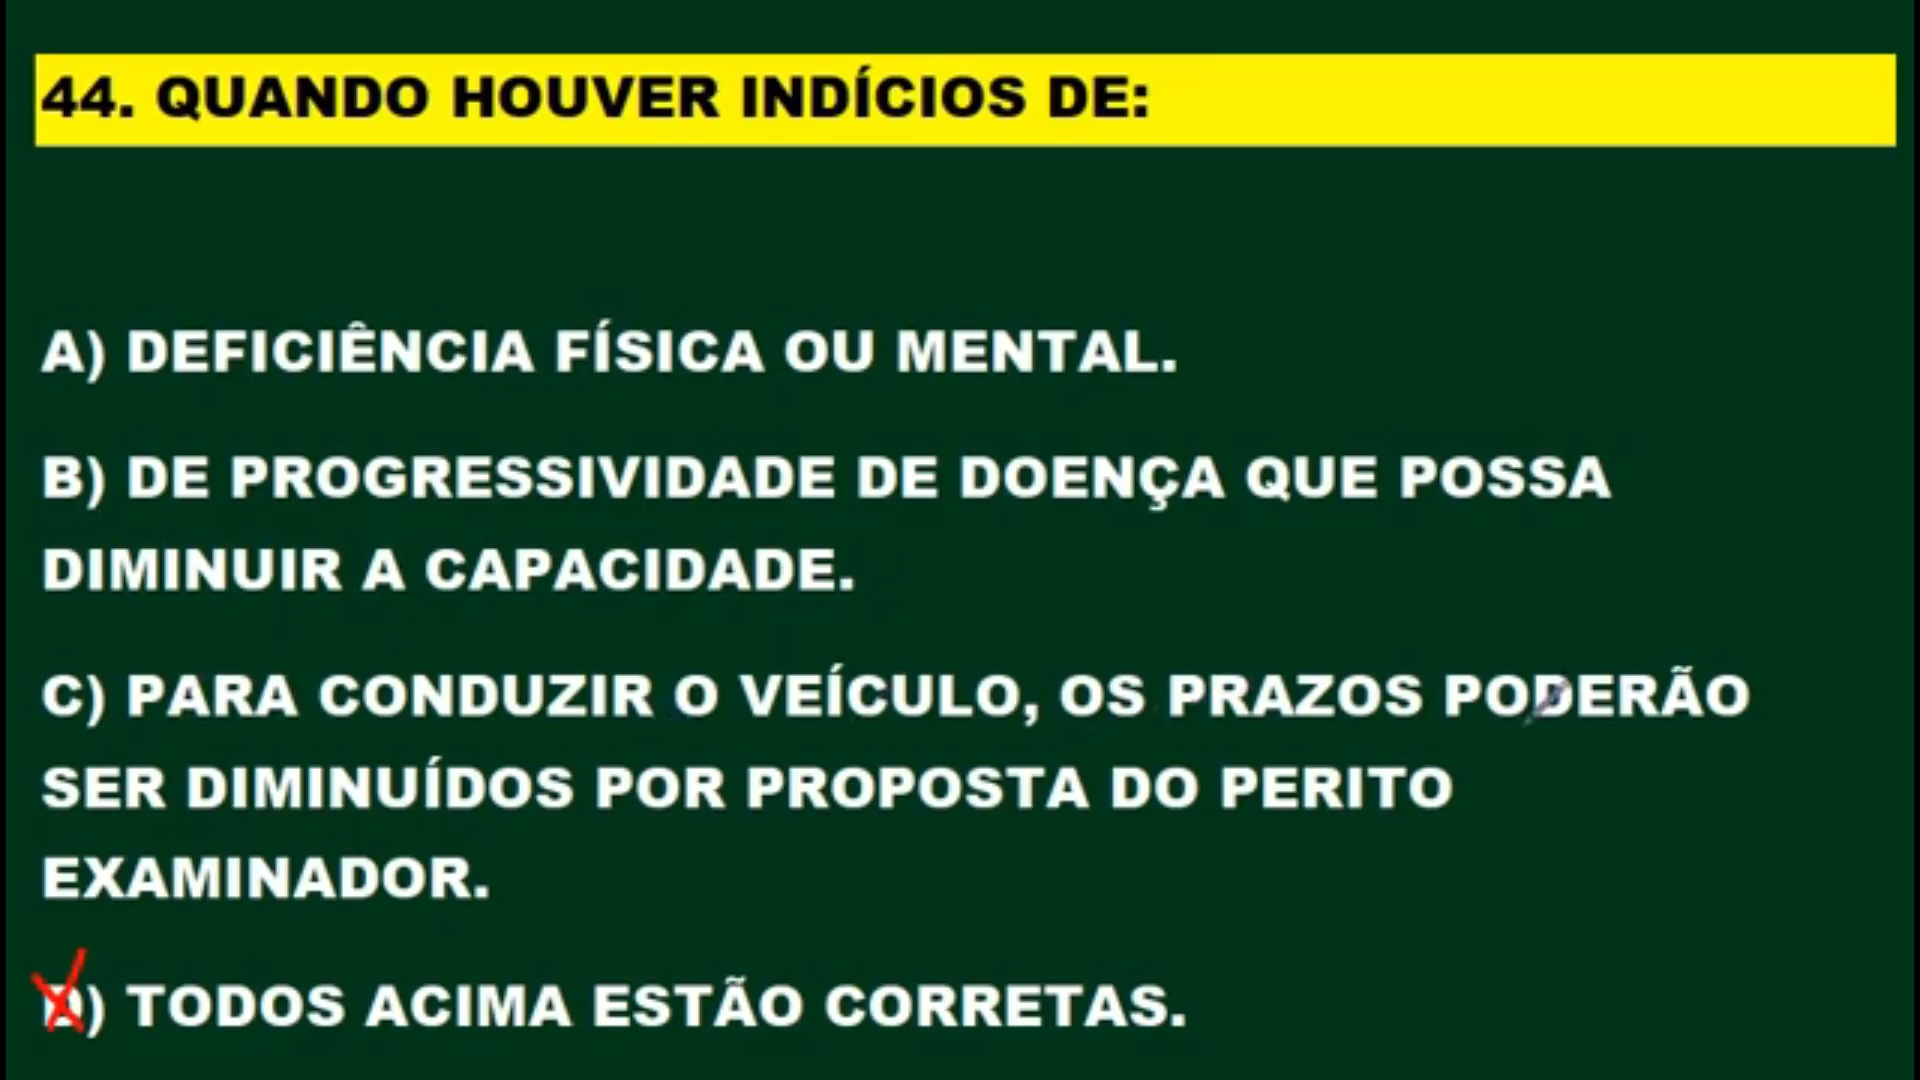 44. QUANDO HOUVER INDÍCIOS DE:
A) DEFICIÊNCIA FÍSICA OU MENTAL.
B) DE PROGRESSIVIDADE DE DOENÇA QUE POSSA
DIMINUIR A CAPACIDADE.
C) PARA CONDUZIR O VEÍCULO, OS PRAZOS PODERÃO
SER DIMINUÍDOS POR PROPOSTA DO PERITO
EXAMINADOR.
D) TODOS ACIMA ESTÃO CORRETAS.